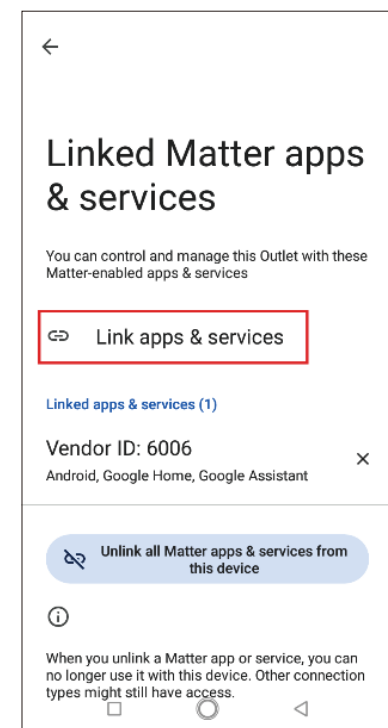 Linked Matter apps
& services
You can control and manage this Outlet with these
Matter-enabled apps & services
Link apps & services
Linked apps & services (1)
Vendor ID: 6006
Android, Google Home, Google Assistant
Unlink all Matter apps & services from
this device
When you unlink a Matter app or service, you can
no longer use it with this device. Other connection
types might still have access.